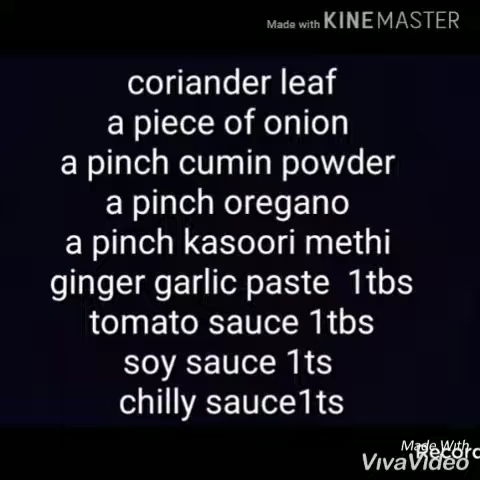 Made with KINEMASTER
coriander leaf
a piece of onion
a pinch cumin powder
a pinch oregano
a pinch kasoori methi
ginger garlic paste 1tbs
tomato sauce 1tbs
soy sauce 1ts
chilly sauce1ts
Made With
VivaVideo